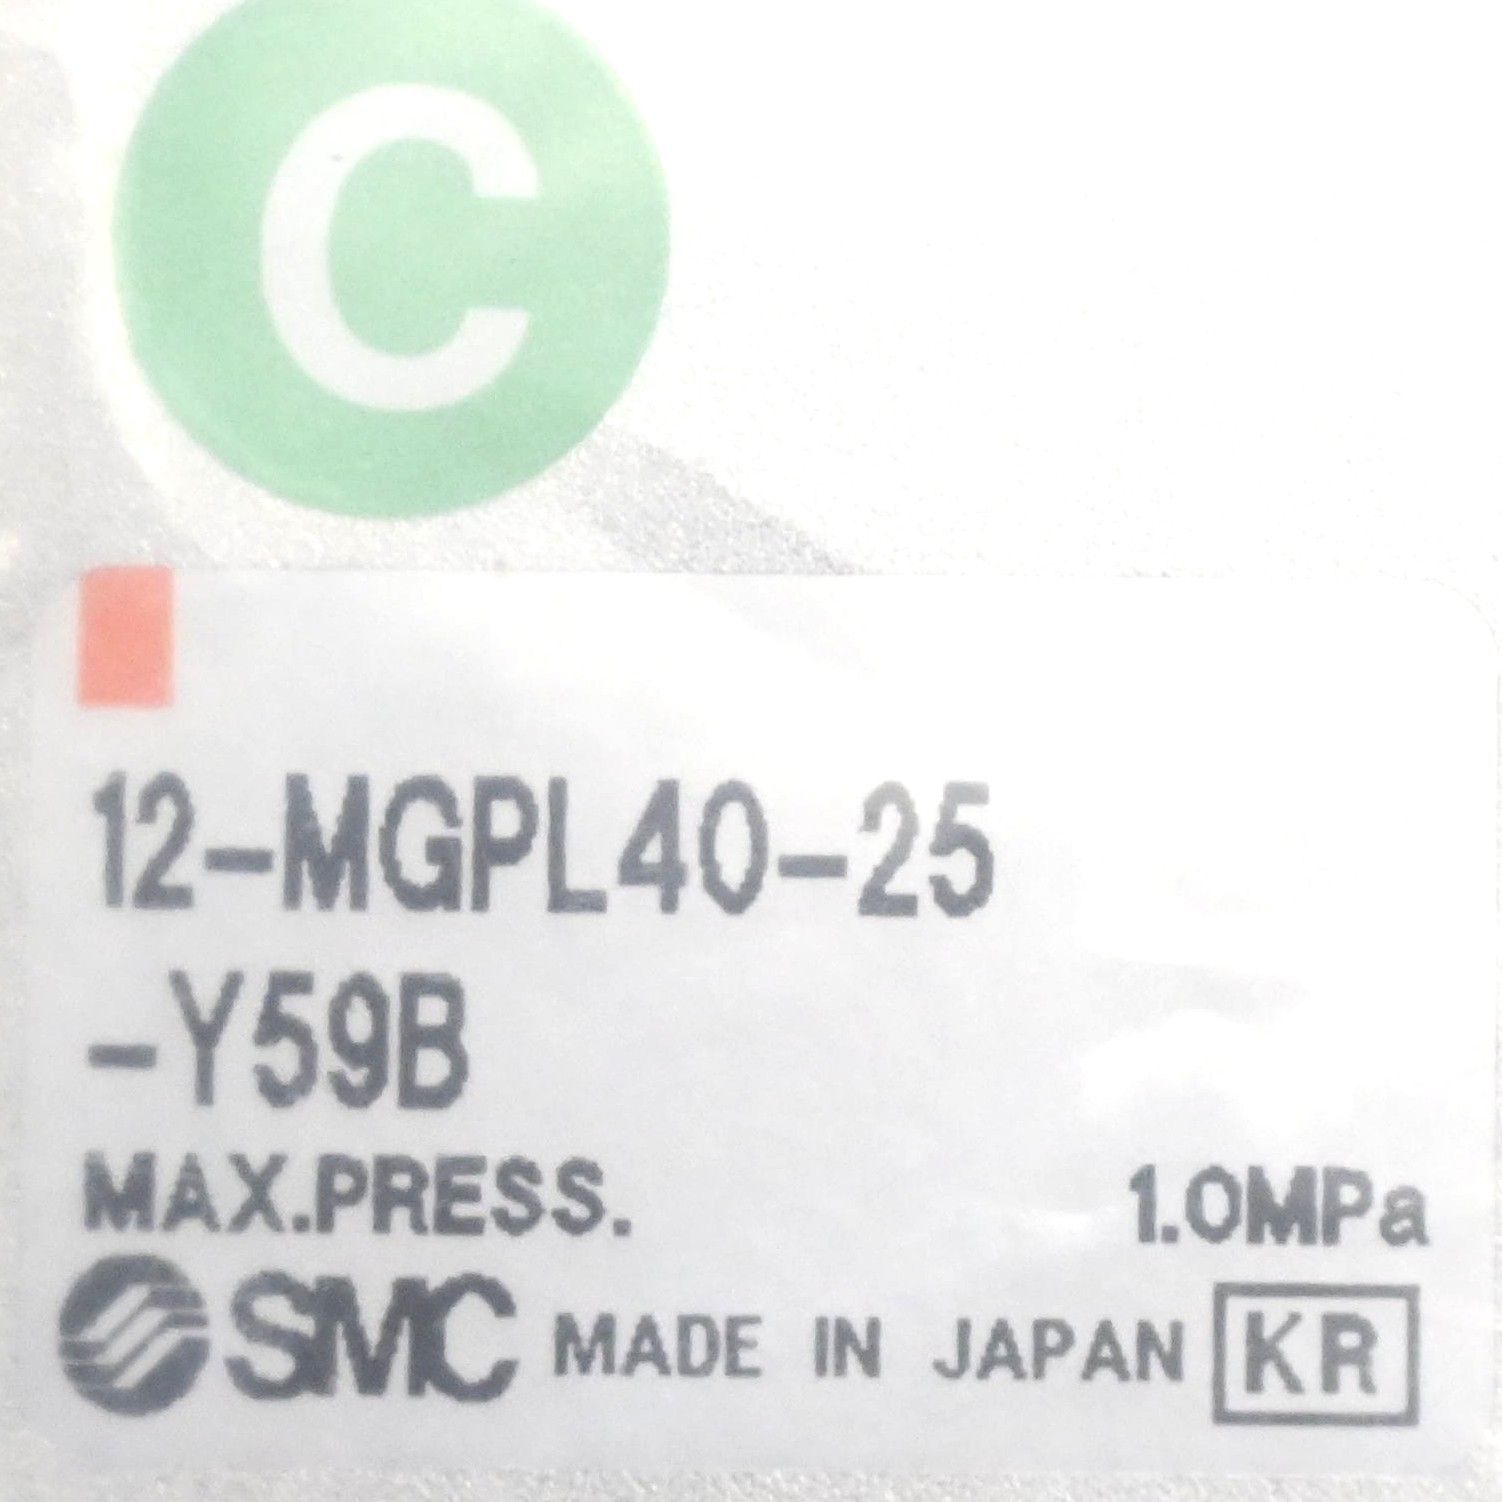 C
12-MGPL40-25
-Y59B
MAX.PRESS. 1.0MPa
SMC MADE IN JAPAN KR